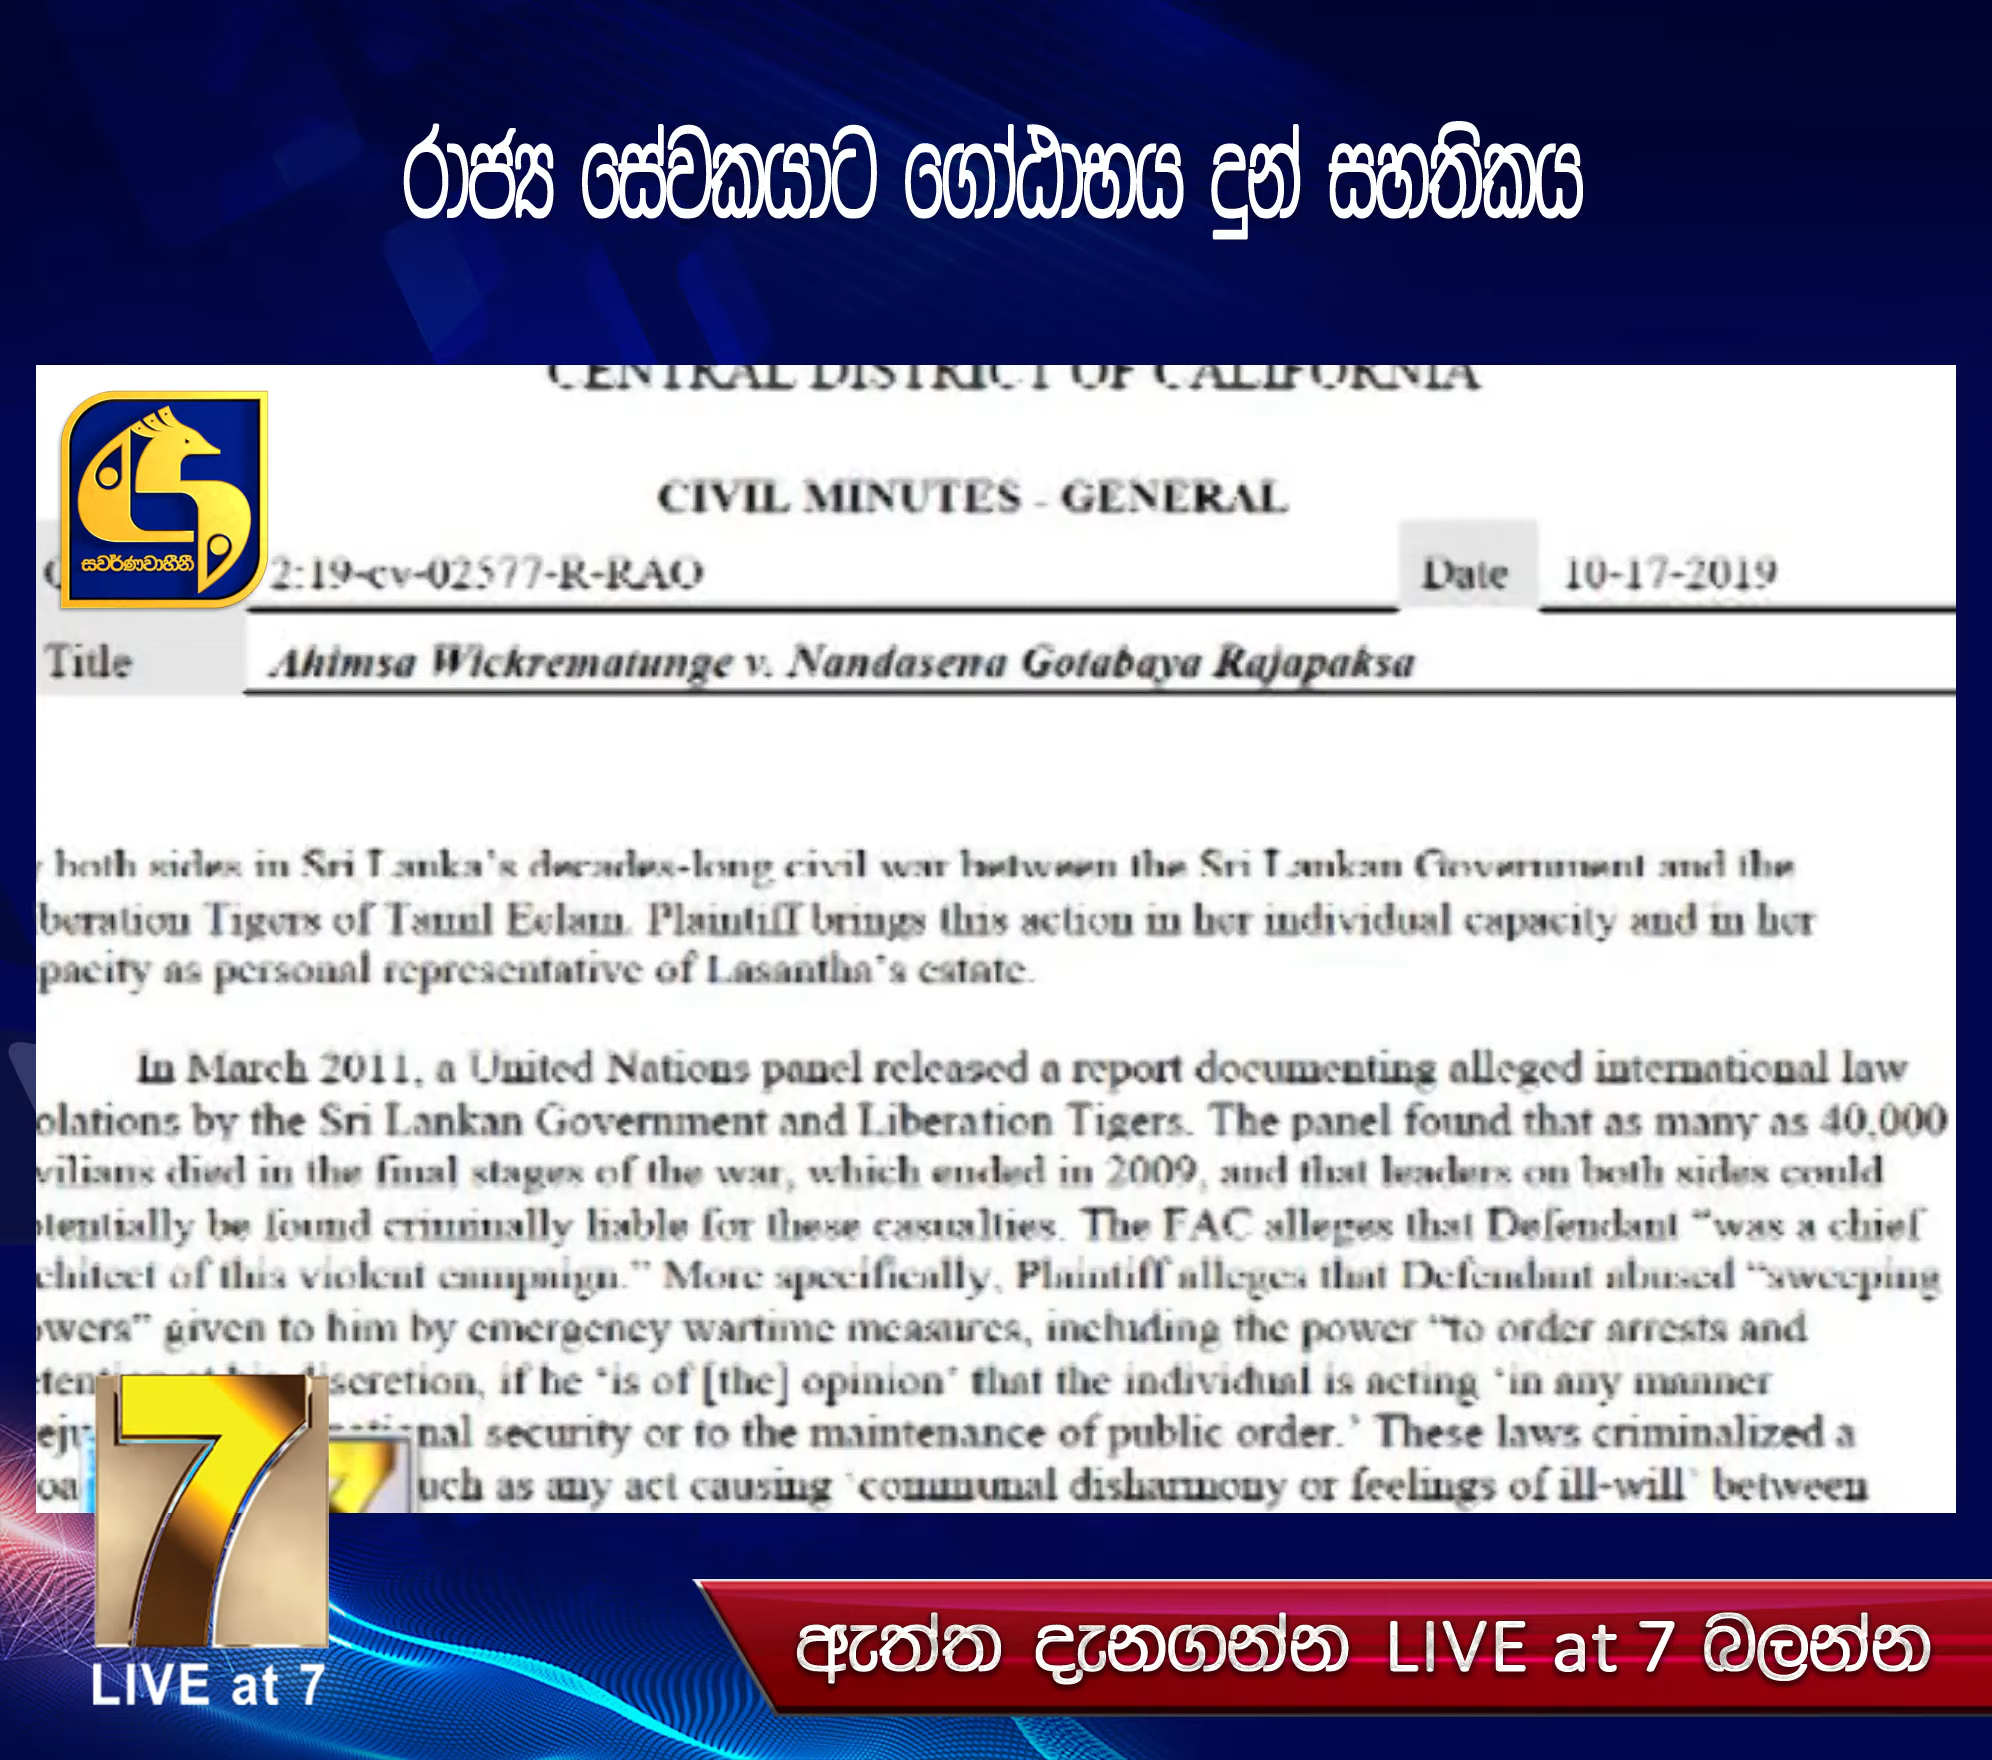 රාජ්‍ය සේවකයාට ගෝඨාභය දුන් සහතිකය
CENTRAL DISTRICT OF CALIFORNIA
CIVIL MINUTES - GENERAL
සවර්ණවාහිනී
2:19-cv-02577-R-RAO Date 10-17-2019
Title Ahimsa Wickrematunge v. Nandasena Gotabaya Rajapaksa
both sides in Sri Lanka's decades-long civil war between the Sri Lankan Government and the
beration Tigers of Tamil Eelam. Plaintiff brings this action in her individual capacity and in her
pacity as personal representative of Lasantha's estate.
In March 2011, a United Nations panel released a report documenting alleged international law
olations by the Sri Lankan Government and Liberation Tigers. The panel found that as many as 40,000
vilians died in the final stages of the war, which ended in 2009, and that leaders on both sides could
tentially be found criminally liable for these casualties. The FAC alleges that Defendant "was a chief
chitect of this violent campaign." More specifically, Plaintiff alleges that Defendant abused "sweeping
owers" given to him by emergency wartime measures, including the power "to order arrests and
scretion, if he 'is of [the] opinion' that the individual is acting 'in any manner
nal security or to the maintenance of public order.' These laws criminalized a
uch as any act causing 'communal disharmony or feelings of ill-will' between
7
LIVE at 7
ඇත්ත දැනගන්න LIVE at 7 බලන්න